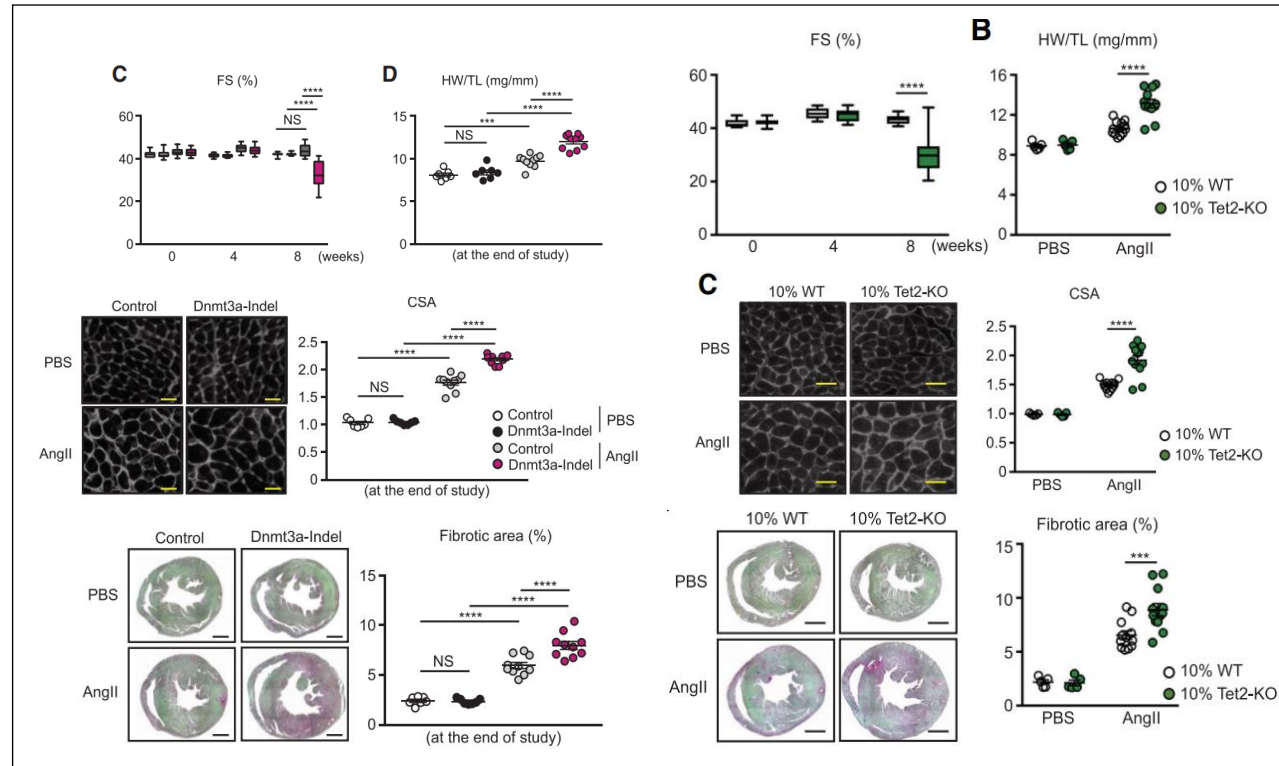 C
FS (%)
60
40
20
0
0 4 8 (weeks)
NS
****
****
D
HW/TL (mg/mm)
15
10
5
0
NS
***
****
****
(at the end of study)
Control Dnmt3a-Indel
PBS
AngII
CSA
2.5
2.0
1.5
1.0
0.5
0
NS
****
****
****
(at the end of study)
Control
Dnmt3a-Indel
PBS
Control
Dnmt3a-Indel
AngII
Control Dnmt3a-Indel
PBS
AngII
Fibrotic area (%)
15
10
5
0
NS
****
****
****
(at the end of study)
FS (%)
60
40
20
0
0 4 8 (weeks)
****
B
HW/TL (mg/mm)
16
12
8
4
0
****
10% WT
10% Tet2-KO
PBS AngII
C
10% WT 10% Tet2-KO
PBS
AngII
CSA
2.5
2.0
1.5
1.0
0.5
0
****
10% WT
10% Tet2-KO
PBS AngII
10% WT 10% Tet2-KO
PBS
AngII
Fibrotic area (%)
15
10
5
0
***
10% WT
10% Tet2-KO
PBS AngII